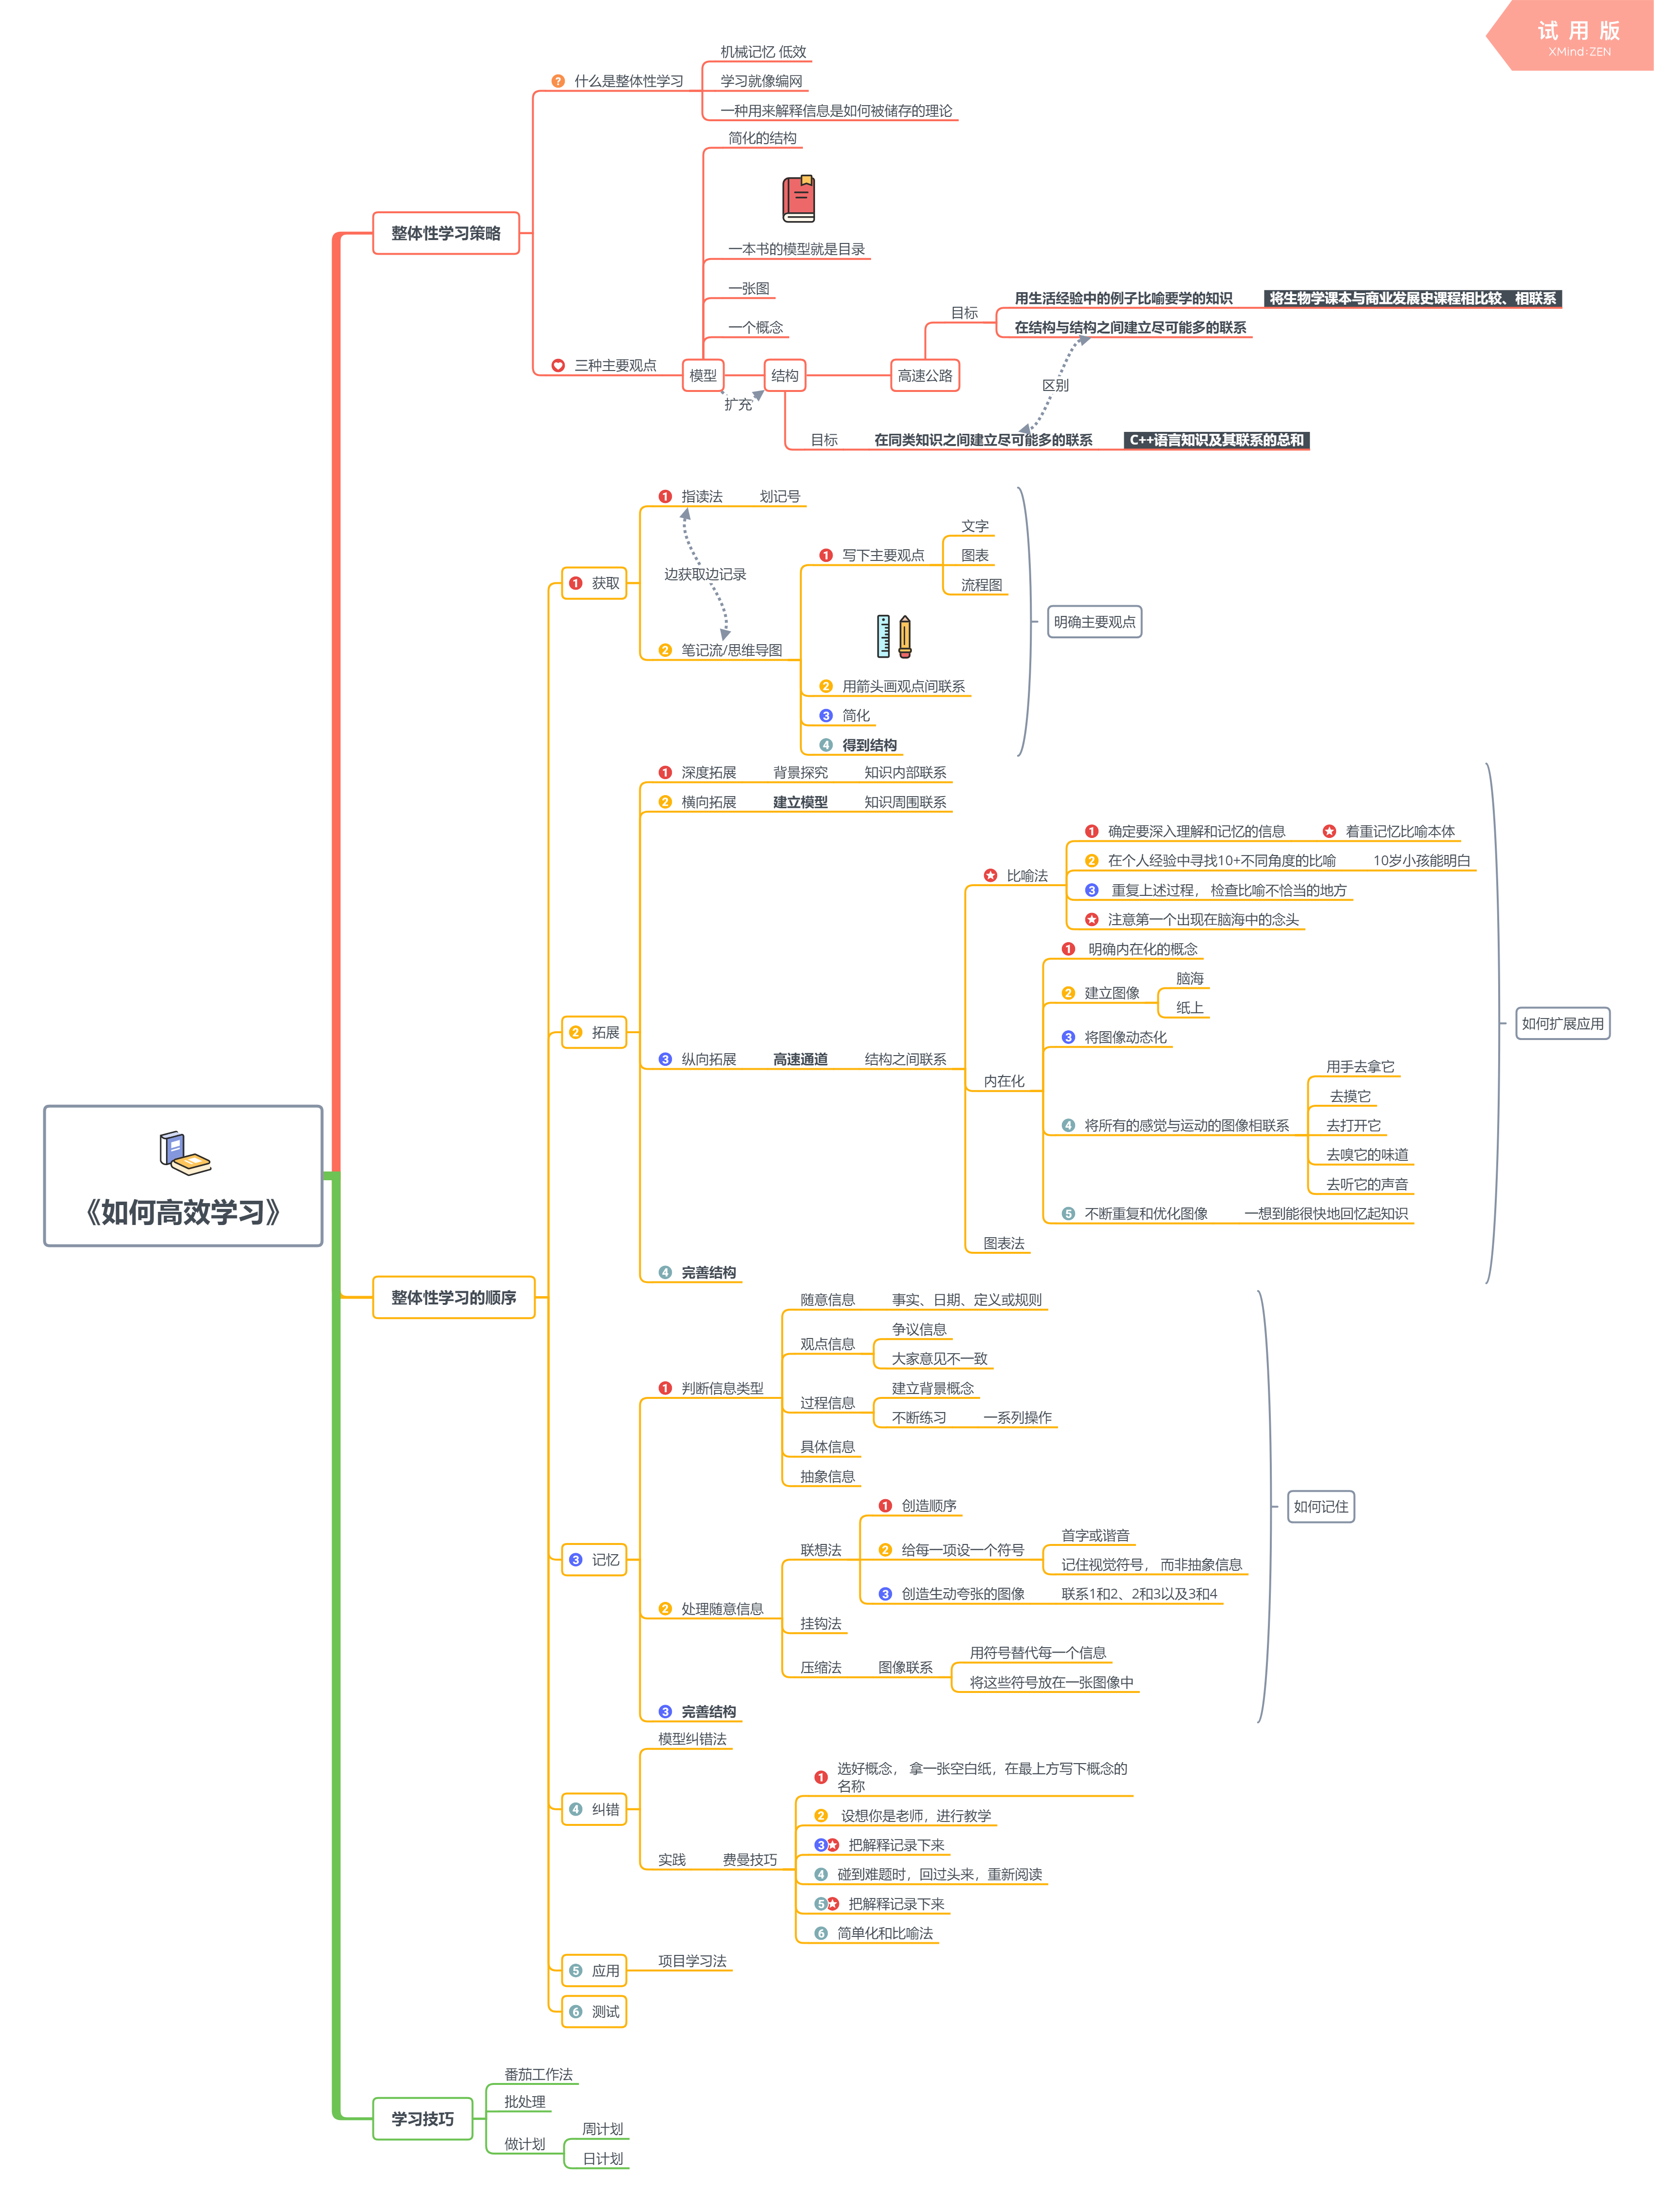 试用版
XMind:ZEN
机械记忆 低效
什么是整体性学习
学习就像编网
一种用来解释信息是如何被储存的理论
简化的结构
整体性学习策略
一本书的模型就是目录
一张图
一个概念
三种主要观点
模型
扩充
结构
高速公路
目标
用生活经验中的例子比喻要学的知识
将生物学课本与商业发展史课程相比较、相联系
在结构与结构之间建立尽可能多的联系
区别
目标
在同类知识之间建立尽可能多的联系
C++语言知识及其联系的总和
1 指读法
划记号
边获取边记录
1 获取
2 笔记流/思维导图
1 写下主要观点
文字
图表
流程图
2 用箭头画观点间联系
3 简化
4 得到结构
明确主要观点
1 深度拓展
背景探究
知识内部联系
2 横向拓展
建立模型
知识周围联系
2 拓展
3 纵向拓展
高速通道
结构之间联系
比喻法
1 确定要深入理解和记忆的信息
着重记忆比喻本体
2 在个人经验中寻找10+不同角度的比喻
10岁小孩能明白
3 重复上述过程， 检查比喻不恰当的地方
注意第一个出现在脑海中的念头
内在化
1 明确内在化的概念
2 建立图像
脑海
纸上
3 将图像动态化
4 将所有的感觉与运动的图像相联系
用手去拿它
去摸它
去打开它
去嗅它的味道
去听它的声音
5 不断重复和优化图像
一想到能很快地回忆起知识
图表法
4 完善结构
如何扩展应用
《如何高效学习》
整体性学习的顺序
3 记忆
1 判断信息类型
随意信息
事实、日期、定义或规则
观点信息
争议信息
大家意见不一致
过程信息
建立背景概念
不断练习
一系列操作
具体信息
抽象信息
2 处理随意信息
联想法
1 创造顺序
2 给每一项设一个符号
首字或谐音
记住视觉符号， 而非抽象信息
3 创造生动夸张的图像
联系1和2、2和3以及3和4
挂钩法
压缩法
图像联系
用符号替代每一个信息
将这些符号放在一张图像中
3 完善结构
如何记住
4 纠错
模型纠错法
实践
费曼技巧
1 选好概念， 拿一张空白纸，在最上方写下概念的
名称
2 设想你是老师，进行教学
3 把解释记录下来
4 碰到难题时，回过头来，重新阅读
5 把解释记录下来
6 简单化和比喻法
5 应用
项目学习法
6 测试
学习技巧
番茄工作法
批处理
做计划
周计划
日计划